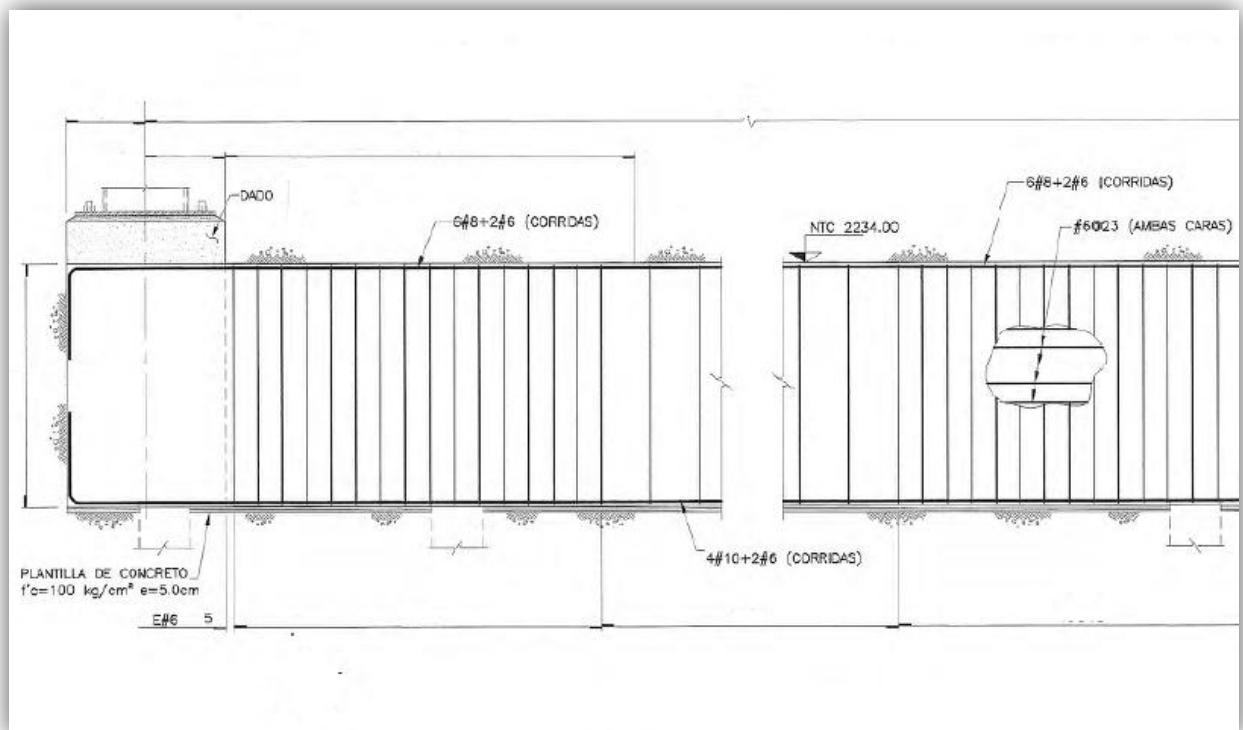 DADO
6#8+2#6 (CORRIDAS)
NTC 2234.00
6#8+2#6 (CORRIDAS)
#6@23 (AMBAS CARAS)
4#10+2#6 (CORRIDAS)
PLANTILLA DE CONCRETO
f'c=100 kg/cm² e=5.0cm
E#6 5